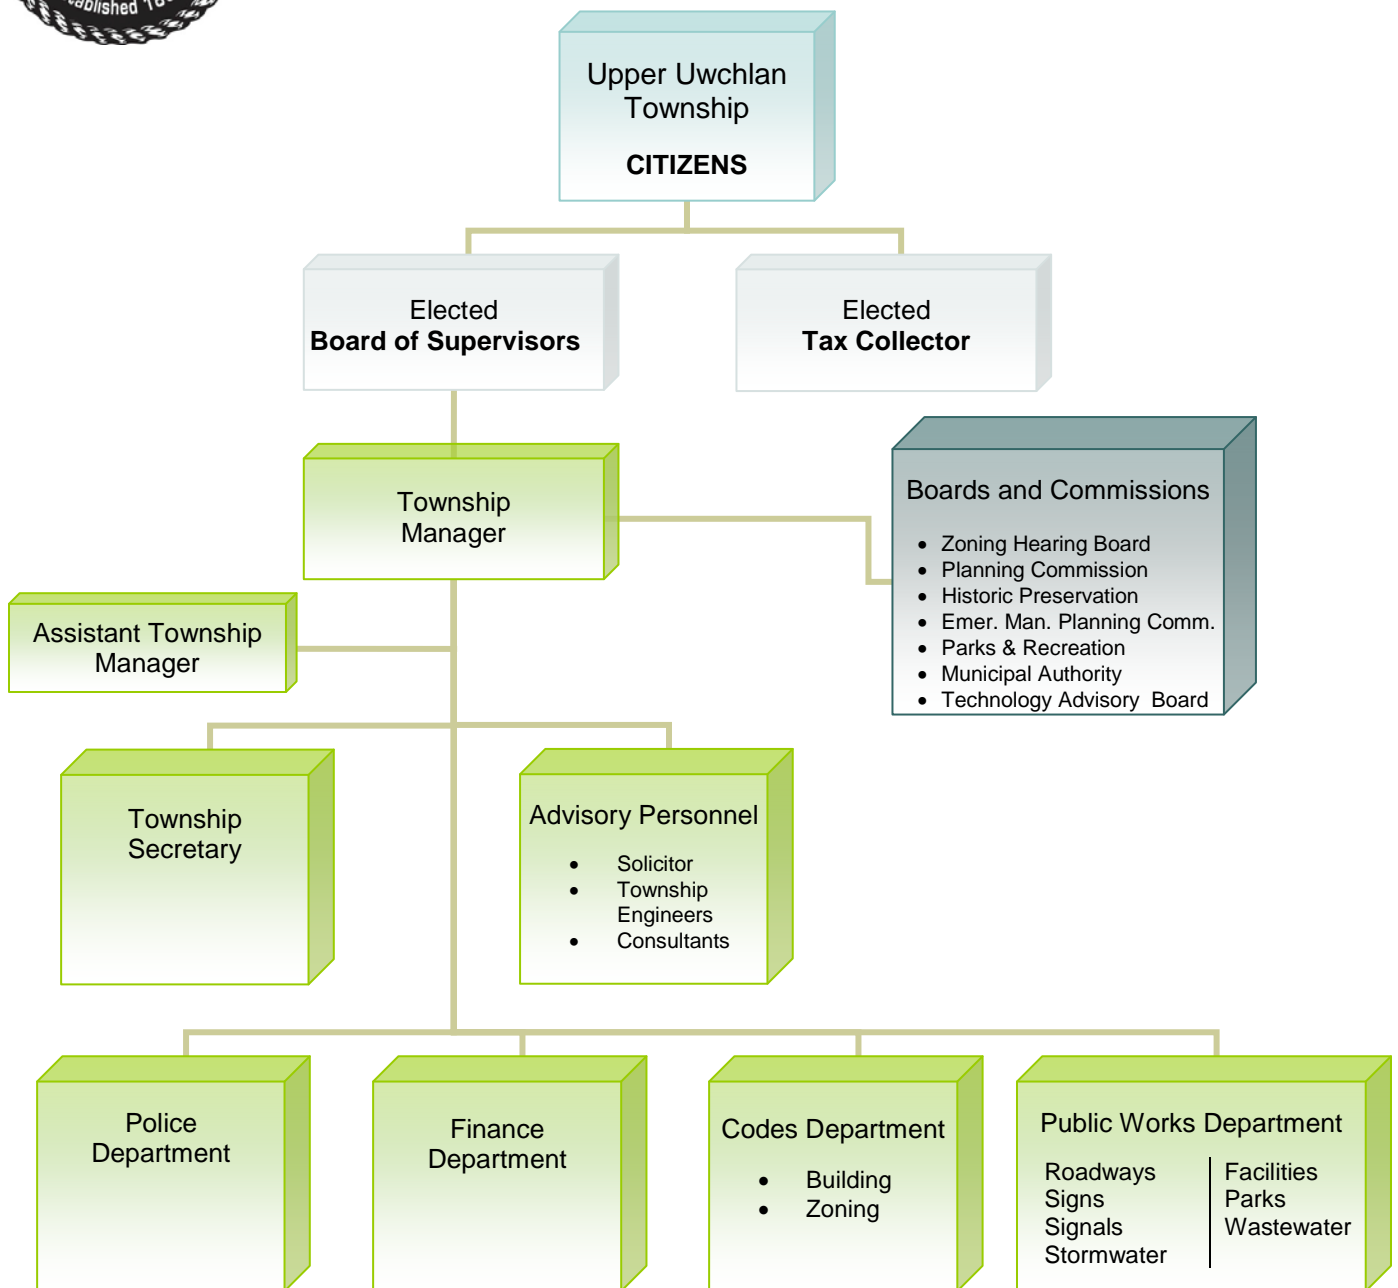 Established
Upper Uwchlan
Township
CITIZENS
Elected
Board of Supervisors
Elected
Tax Collector
Township
Manager
Boards and Commissions
• Zoning Hearing Board
• Planning Commission
• Historic Preservation
• Emer. Man. Planning Comm.
• Parks & Recreation
• Municipal Authority
• Technology Advisory Board
Assistant Township
Manager
Township
Secretary
Advisory Personnel
• Solicitor
• Township
Engineers
• Consultants
Police
Department
Finance
Department
Codes Department
• Building
• Zoning
Public Works Department
Roadways
Signs
Signals
Stormwater
Facilities
Parks
Wastewater